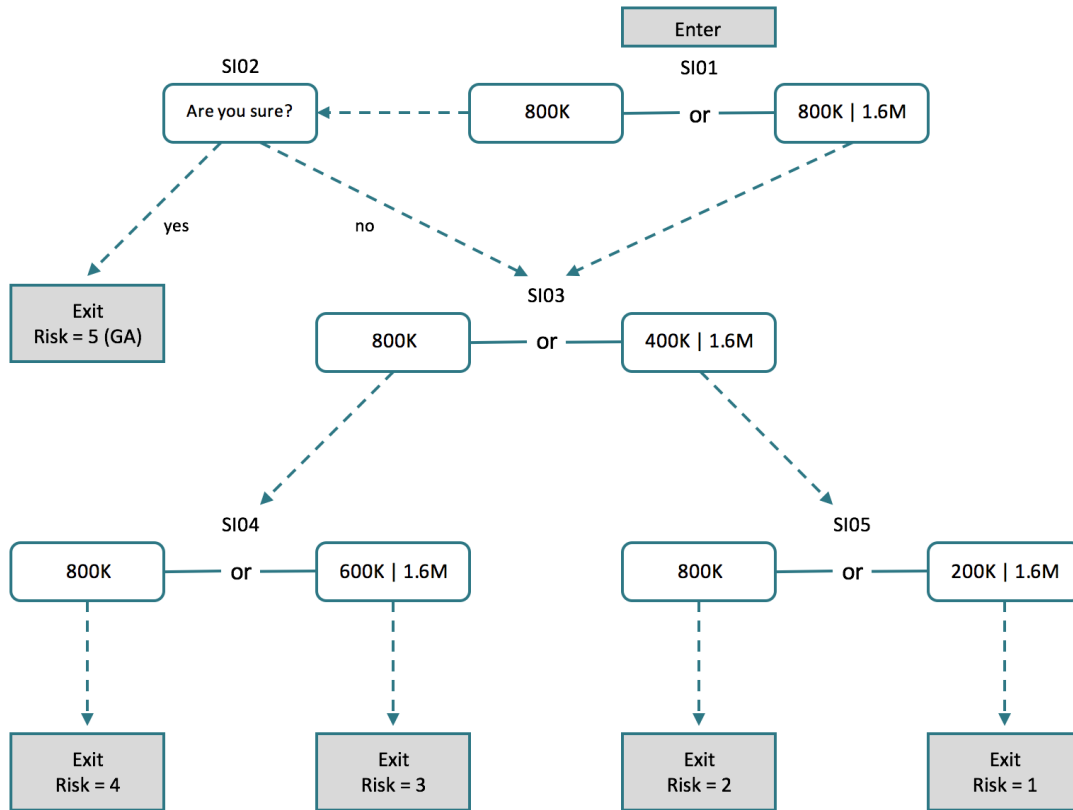 Enter
SI02
SI01
Are you sure?
800K
or
800K | 1.6M
yes
no
SI03
Exit
Risk = 5 (GA)
800K
or
400K | 1.6M
SI04
SI05
800K
or
600K | 1.6M
800K
or
200K | 1.6M
Exit
Risk = 4
Exit
Risk = 3
Exit
Risk = 2
Exit
Risk = 1